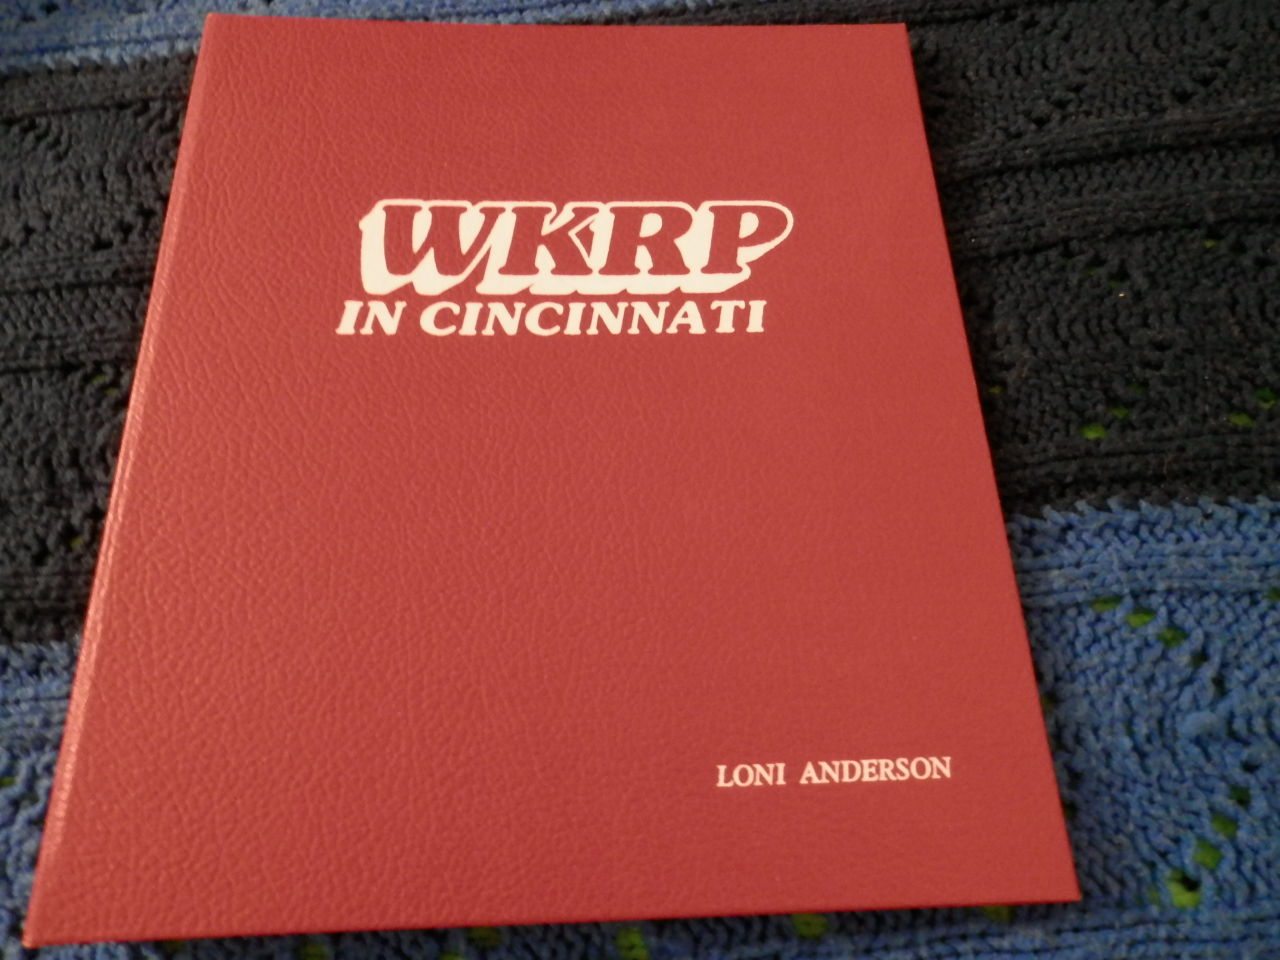 WKRP
IN CINCINNATI
LONI ANDERSON